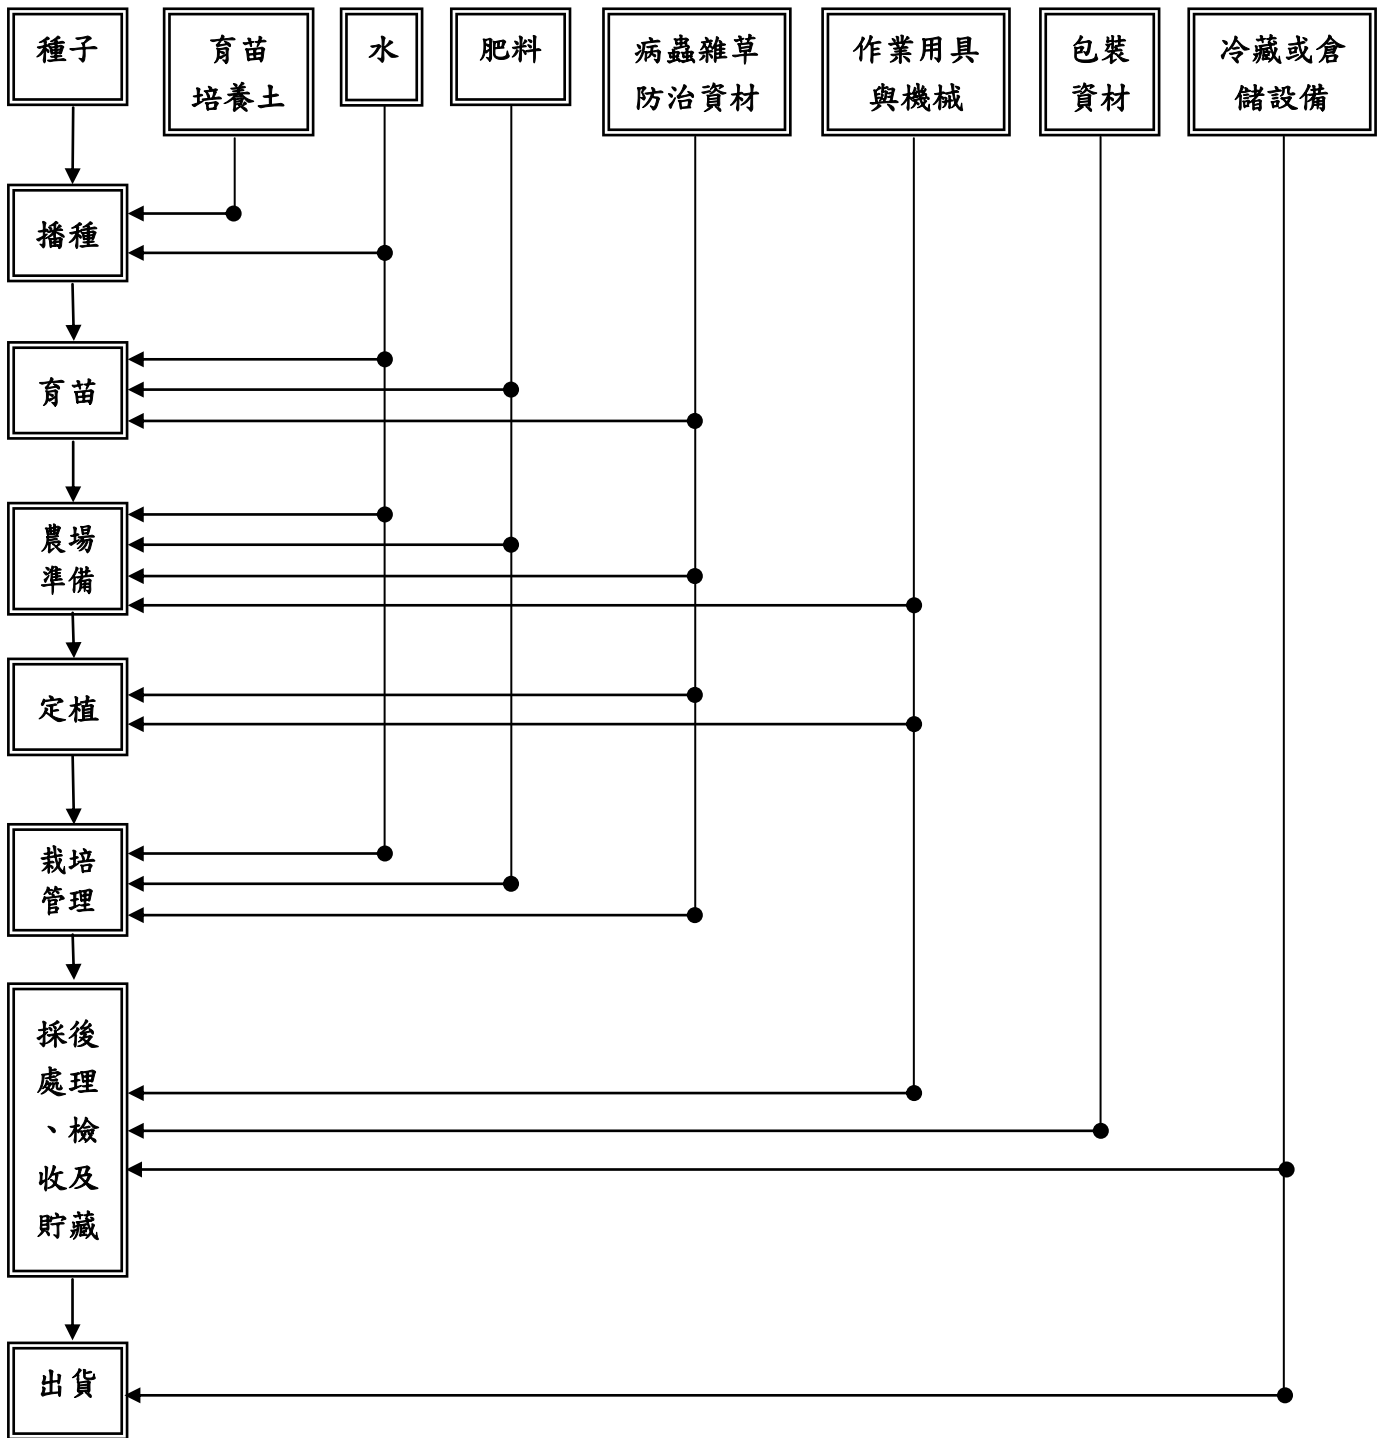 種子
育苗
培養土
水
肥料
病蟲雜草
防治資材
作業用具
與機械
包裝
資材
冷藏或倉
儲設備
播種
育苗
農場
準備
定植
栽培
管理
採後
處理
、檢
收及
貯藏
出貨